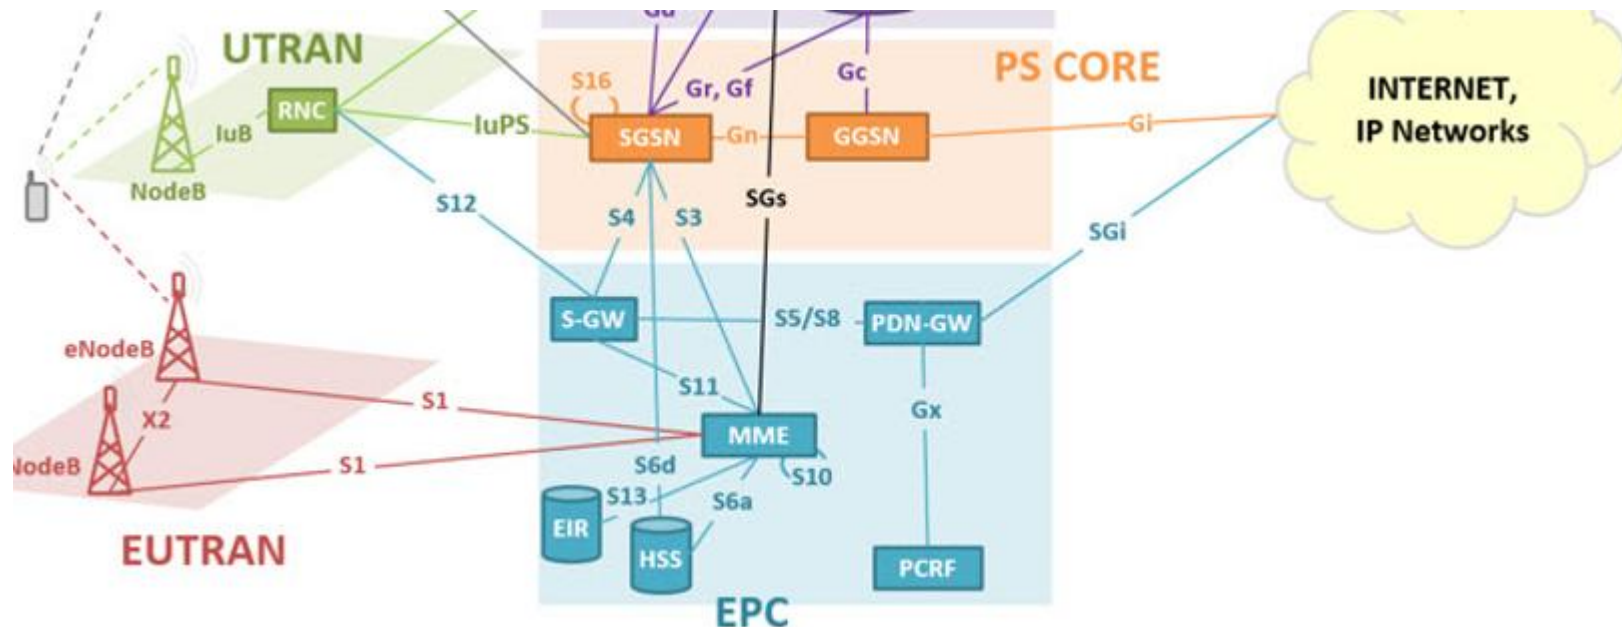 UTRAN
PS CORE
S16
Gr, Gf
Gc
INTERNET,
IP Networks
RNC
IuPS
SGSN
Gn
GGSN
Gi
IuB
NodeB
S12
S4
S3
SGs
SGi
S-GW
S5/S8
PDN-GW
eNodeB
S11
S1
Gx
X2
MME
NodeB
S1
S6d
S10
S13
S6a
EIR
HSS
PCRF
EUTRAN
EPC